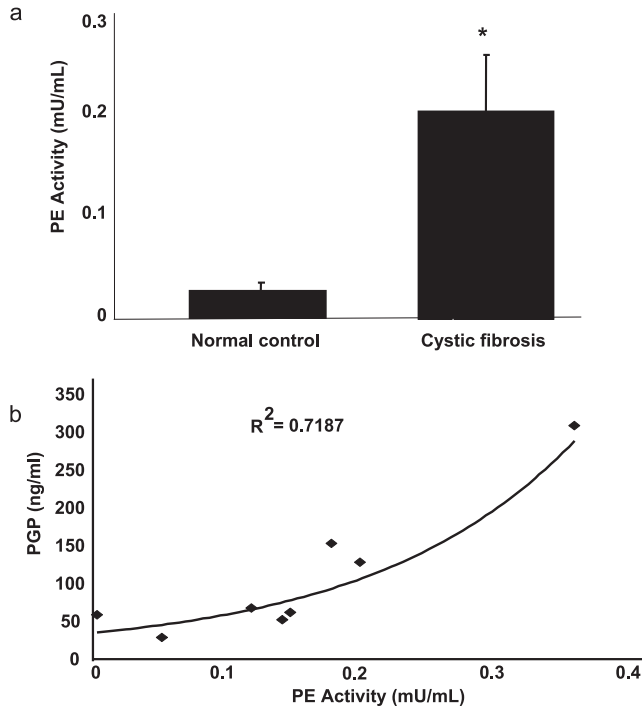 a
PE Activity (mU/mL)
0.3
0.2
0.1
0
*
Normal control
Cystic fibrosis
b
PGP (ng/ml)
350
300
250
200
150
100
50
0
R2= 0.7187
0
0.1
0.2
0.3
0.4
PE Activity (mU/mL)